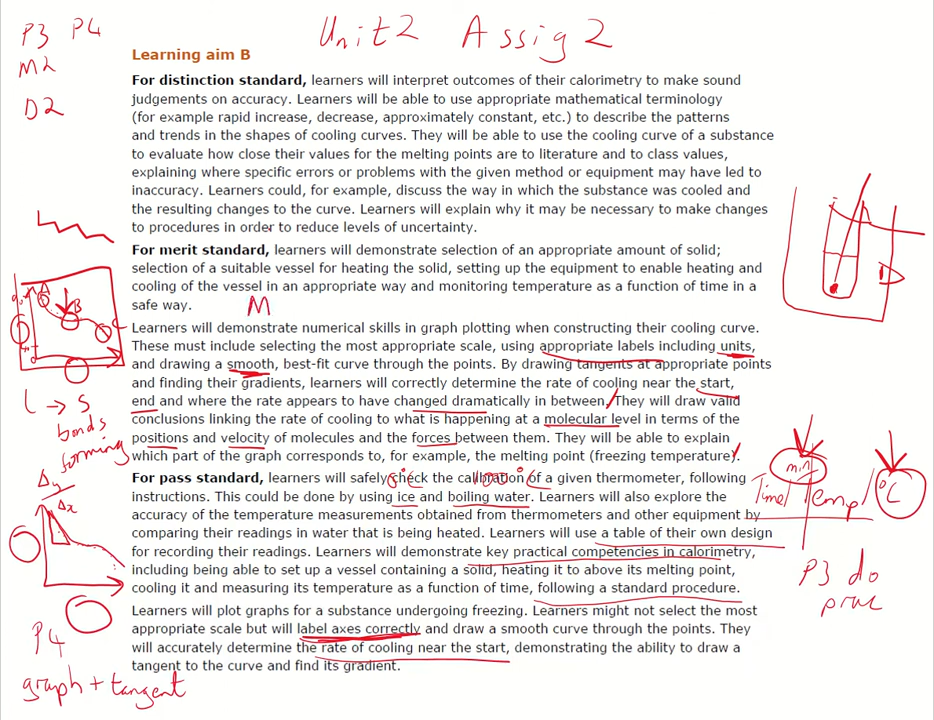 Unit 2 Assig 2
P3 P4
M2
D2
Learning aim B
For distinction standard, learners will interpret outcomes of their calorimetry to make sound
judgements on accuracy. Learners will be able to use appropriate mathematical terminology
(for example rapid increase, decrease, approximately constant, etc.) to describe the patterns
and trends in the shapes of cooling curves. They will be able to use the cooling curve of a substance
to evaluate how close their values for the melting points are to literature and to class values,
explaining where specific errors or problems with the given method or equipment may have led to
inaccuracy. Learners could, for example, discuss the way in which the substance was cooled and
the resulting changes to the curve. Learners will explain why it may be necessary to make changes
to procedures in order to reduce levels of uncertainty.
For merit standard, learners will demonstrate selection of an appropriate amount of solid;
selection of a suitable vessel for heating the solid, setting up the equipment to enable heating and
cooling of the vessel in an appropriate way and monitoring temperature as a function of time in a
safe way.
M
Learners will demonstrate numerical skills in graph plotting when constructing their cooling curve.
These must include selecting the most appropriate scale, using appropriate labels including units,
and drawing a smooth, best-fit curve through the points. By drawing tangents at appropriate points
and finding their gradients, learners will correctly determine the rate of cooling near the start,
end and where the rate appears to have changed dramatically in between. They will draw valid
conclusions linking the rate of cooling to what is happening at a molecular level in terms of the
positions and velocity of molecules and the forces between them. They will be able to explain
which part of the graph corresponds to, for example, the melting point (freezing temperature).
A
B
C
L → S
bonds
forming
0°C
100°C
For pass standard, learners will safely check the calibration of a given thermometer, following
instructions. This could be done by using ice and boiling water. Learners will also explore the
accuracy of the temperature measurements obtained from thermometers and other equipment by
comparing their readings in water that is being heated. Learners will use a table of their own design
for recording their readings. Learners will demonstrate key practical competencies in calorimetry,
including being able to set up a vessel containing a solid, heating it to above its melting point,
cooling it and measuring its temperature as a function of time, following a standard procedure.
Learners will plot graphs for a substance undergoing freezing. Learners might not select the most
appropriate scale but will label axes correctly and draw a smooth curve through the points. They
will accurately determine the rate of cooling near the start, demonstrating the ability to draw a
tangent to the curve and find its gradient.
Δy
Δx
min
Time/ Temp/ °C
P3 do
prac
P4
graph + tangent